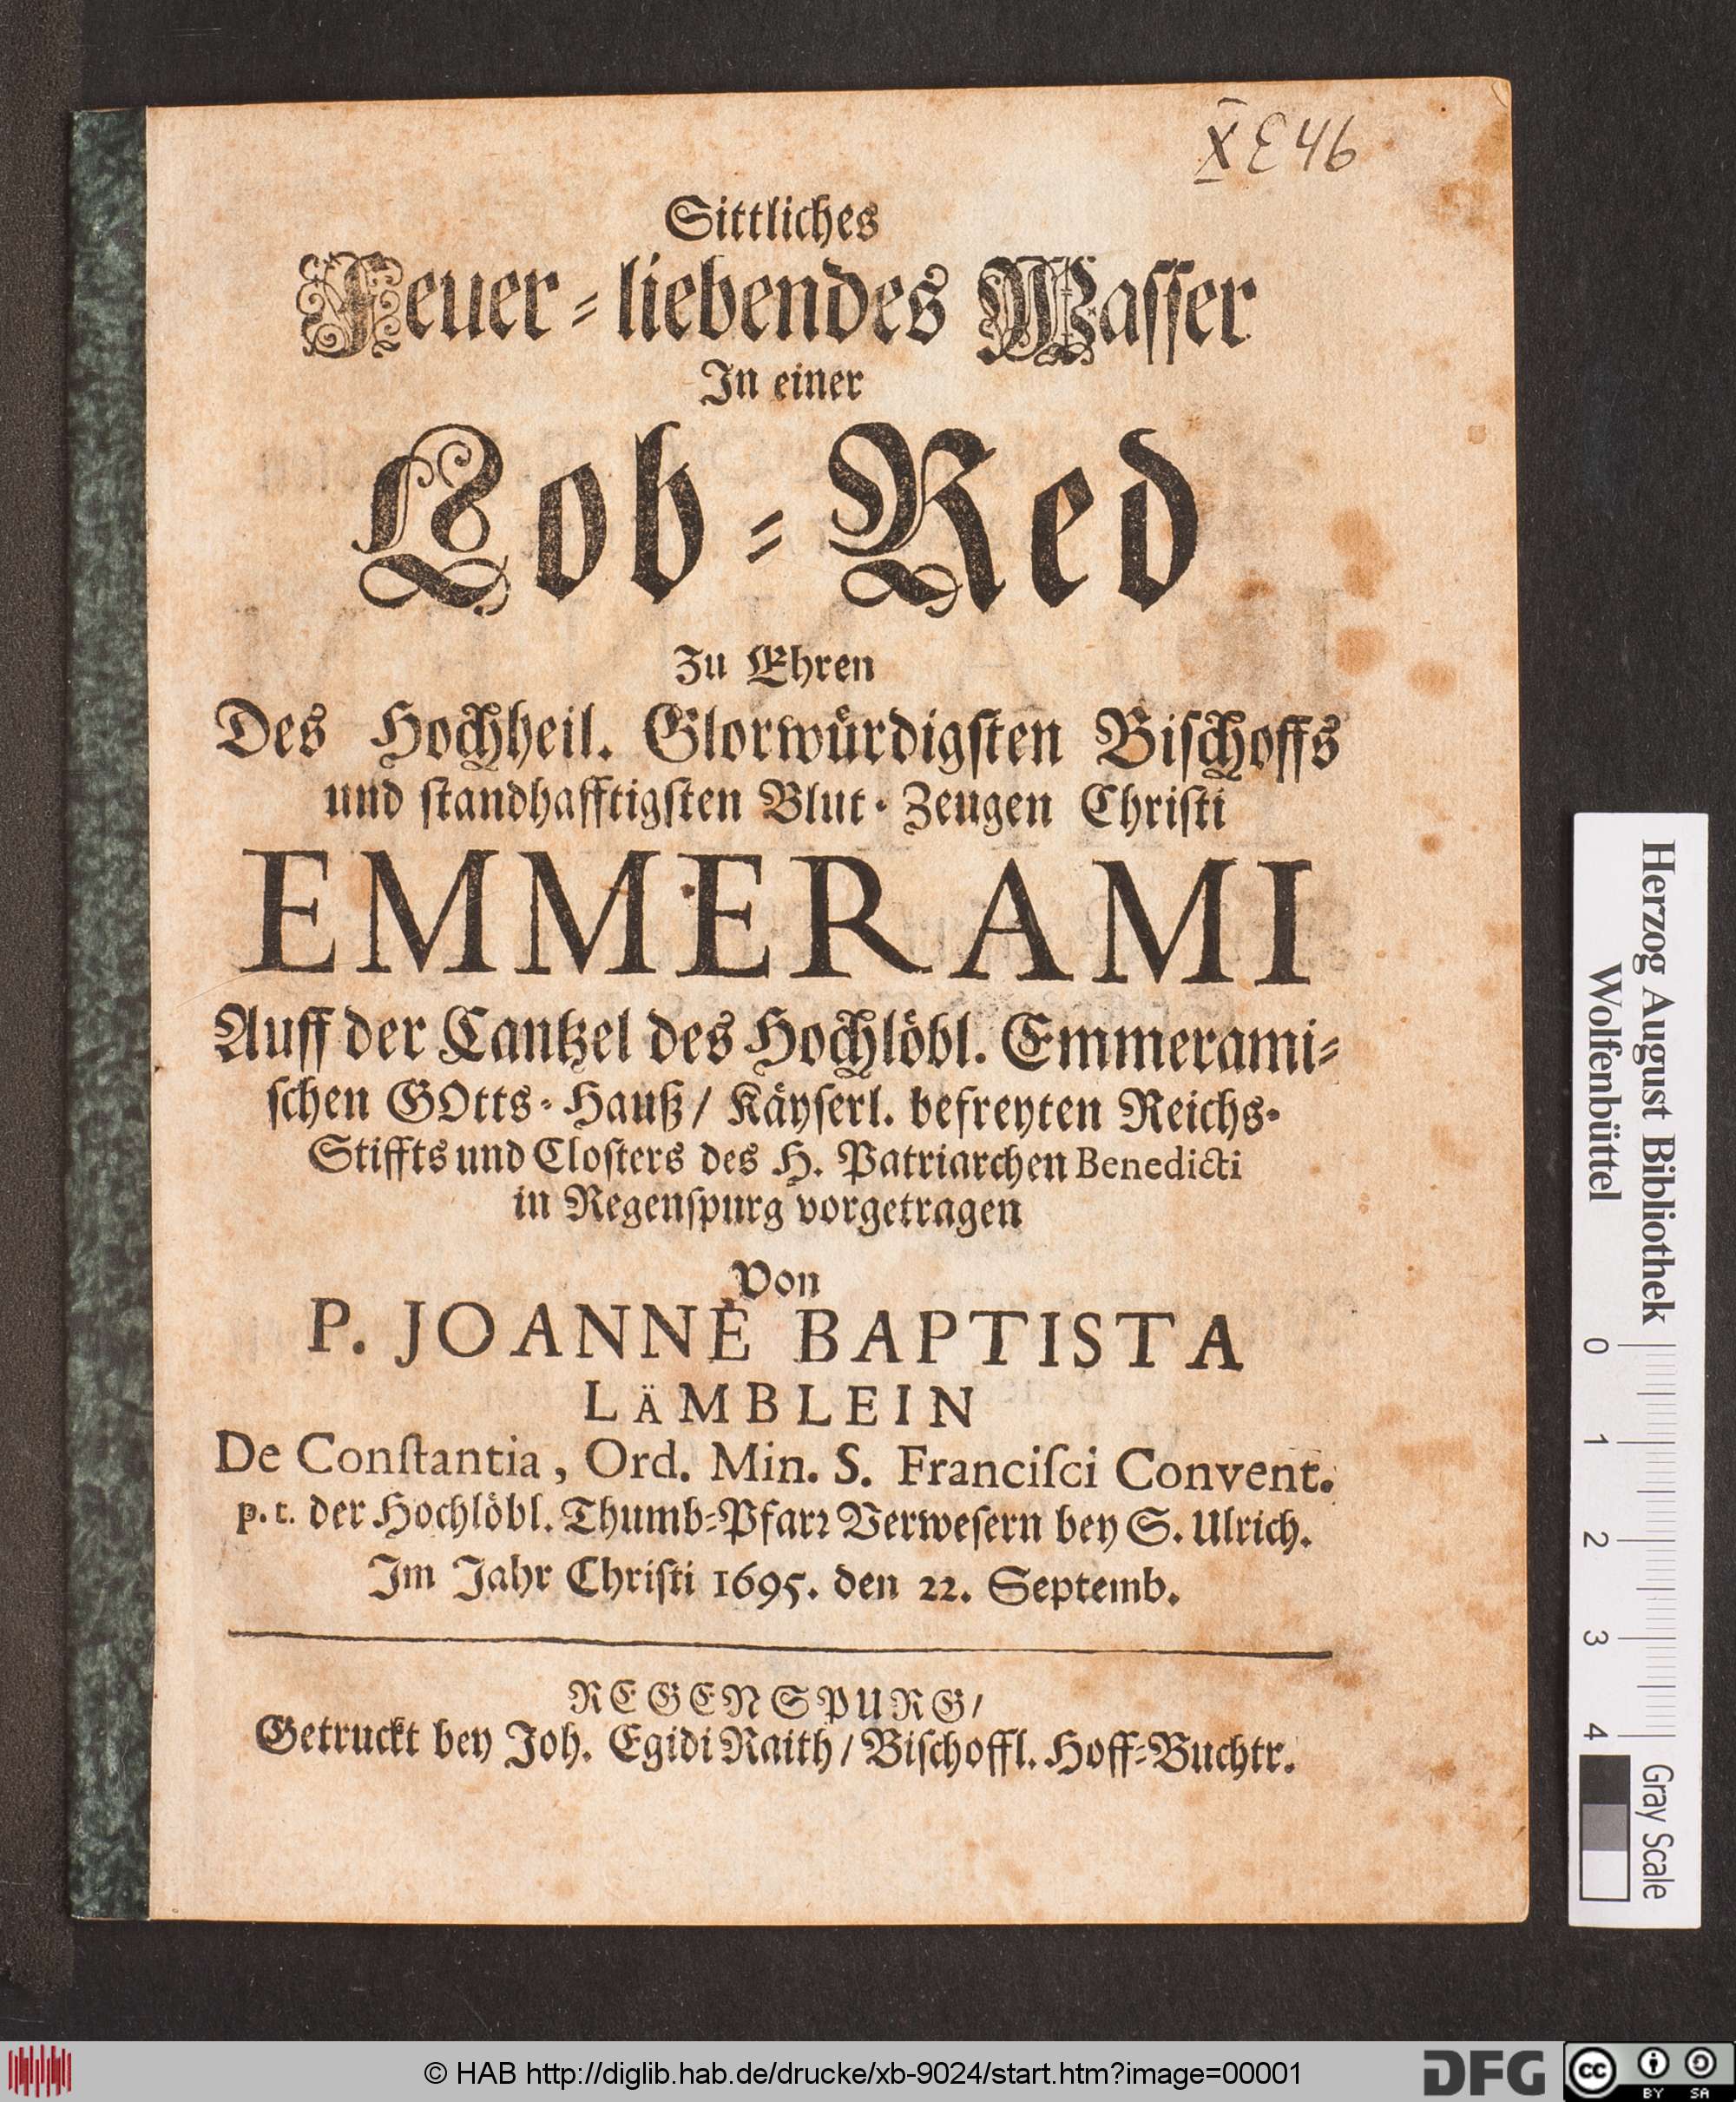 X E 46
Sittliches
Feuer-liebendes Waſſer
In einer
Lob-Red
Zu Ehren
Des Hochheil. Glorwürdigſten Biſchoffs
und ſtandhafftigſten Blut-Zeugen Chriſti
EMMERAMI
Auff der Cantzel des Hochlöbl. Emmerami-
ſchen GOtts-Hauß/ Käyſerl. befreyten Reichs-
Stiffts und Cloſters des H. Patriarchen Benedicti
in Regenſpurg vorgetragen
Von
P. JOANNE BAPTISTA
LÄMBLEIN
De Conſtantia, Ord. Min. S. Franciſci Convent.
p. t. der Hochlöbl. Thumb-Pfarꝛ Verweſern bey S. Ulrich.
Im Jahr Chriſti 1695. den 22. Septemb.
REGENSPURG/
Getruckt bey Joh. Egidi Raith/ Biſchoffl. Hoff-Buchtr.
Herzog August Bibliothek
Wolfenbüttel
0 1 2 3 4
Gray Scale
© HAB http://diglib.hab.de/drucke/xb-9024/start.htm?image=00001
DFG
cc BY SA